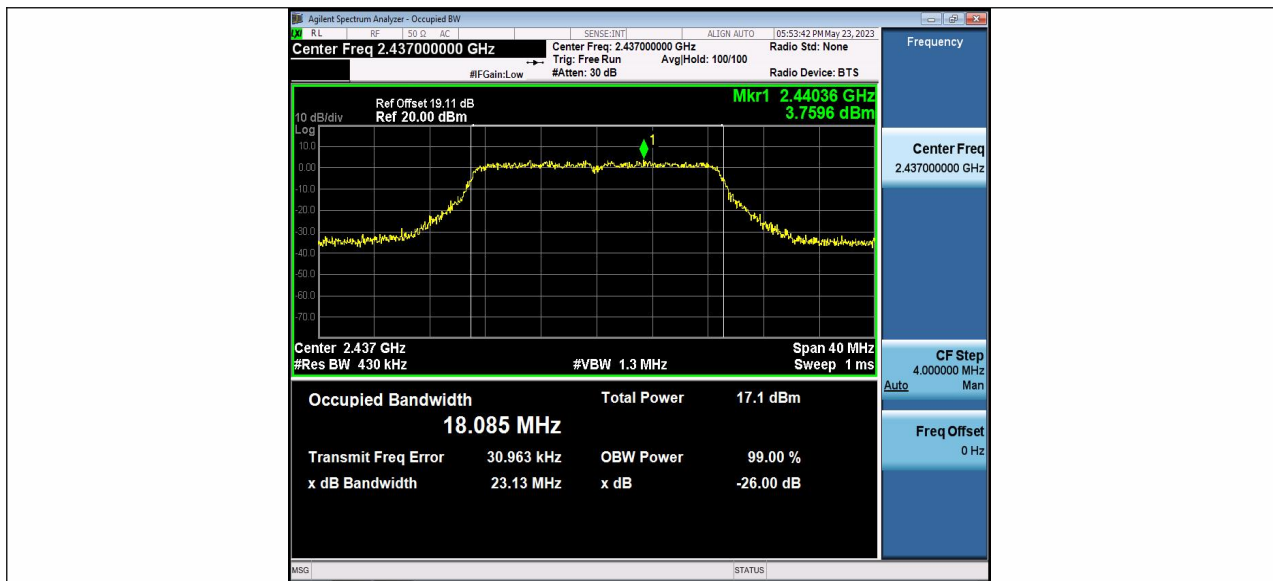 Agilent Spectrum Analyzer - Occupied BW
LXI RL RF 50 Ω AC SENSE:INT ALIGN AUTO 05:53:42 PM May 23, 2023
Center Freq 2.437000000 GHz Center Freq: 2.437000000 GHz Radio Std: None Frequency
Trig: Free Run Avg|Hold: 100/100
#IFGain:Low #Atten: 30 dB Radio Device: BTS
Mkr1 2.44036 GHz
3.7596 dBm
Ref Offset 19.11 dB
10 dB/div Ref 20.00 dBm
Log
1
10.0
0.00
-10.0
-20.0
-30.0
-40.0
-50.0
-60.0
-70.0
Center Freq
2.437000000 GHz
Center 2.437 GHz Span 40 MHz
#Res BW 430 kHz #VBW 1.3 MHz Sweep 1 ms
CF Step
4.000000 MHz
Auto Man
Occupied Bandwidth Total Power 17.1 dBm
18.085 MHz
Transmit Freq Error 30.963 kHz OBW Power 99.00 %
x dB Bandwidth 23.13 MHz x dB -26.00 dB
Freq Offset
0 Hz
MSG STATUS